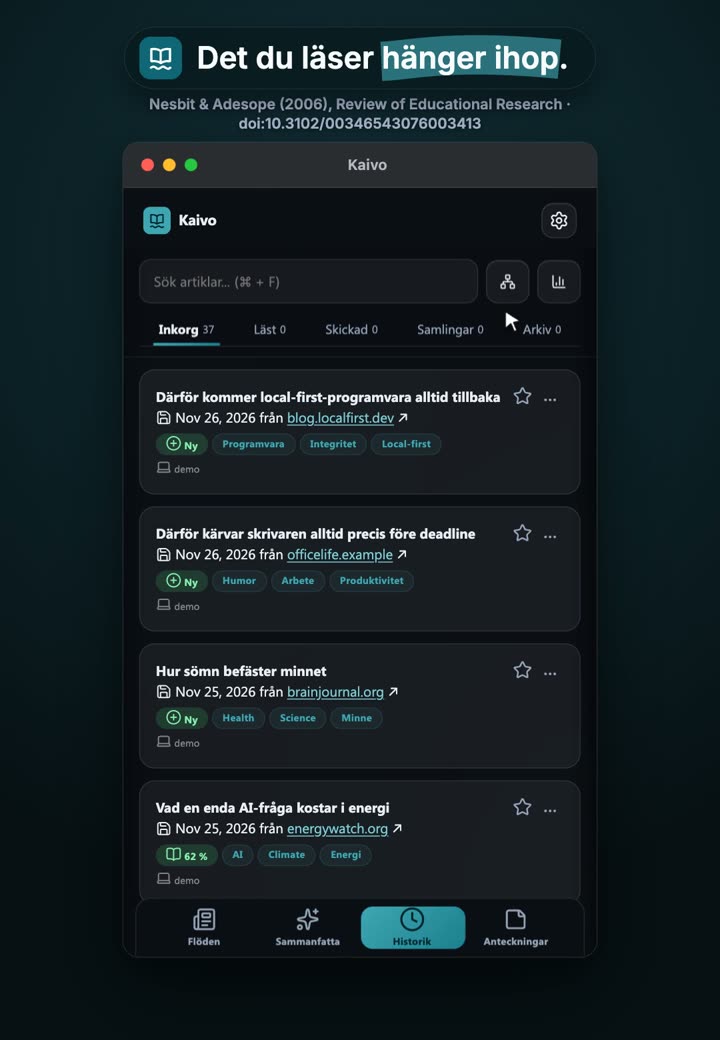 Det du läser hänger ihop.
Nesbit & Adesope (2006), Review of Educational Research ·
doi:10.3102/00346543076003413
Kaivo
Kaivo
Sök artiklar... (⌘ + F)
Inkorg 37 Läst 0 Skickad 0 Samlingar 0 Arkiv 0
Därför kommer local-first-programvara alltid tillbaka
Nov 26, 2026 från blog.localfirst.dev ↗
Ny Programvara Integritet Local-first
demo
Därför kärvar skrivaren alltid precis före deadline
Nov 26, 2026 från officelife.example ↗
Ny Humor Arbete Produktivitet
demo
Hur sömn befäster minnet
Nov 25, 2026 från brainjournal.org ↗
Ny Health Science Minne
demo
Vad en enda AI-fråga kostar i energi
Nov 25, 2026 från energywatch.org ↗
62 % AI Climate Energi
demo
Flöden Sammanfatta Historik Anteckningar